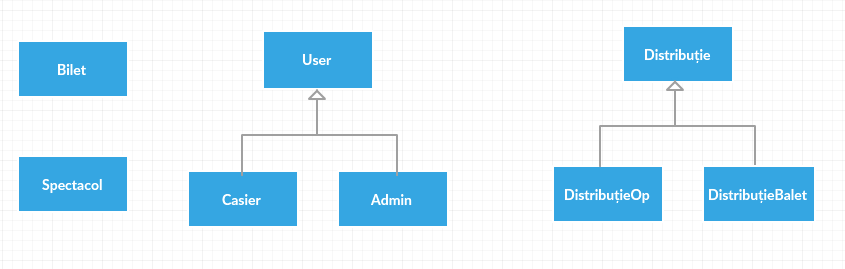 Bilet
User
Distribuție
Spectacol
Casier
Admin
DistribuțieOp
DistribuțieBalet